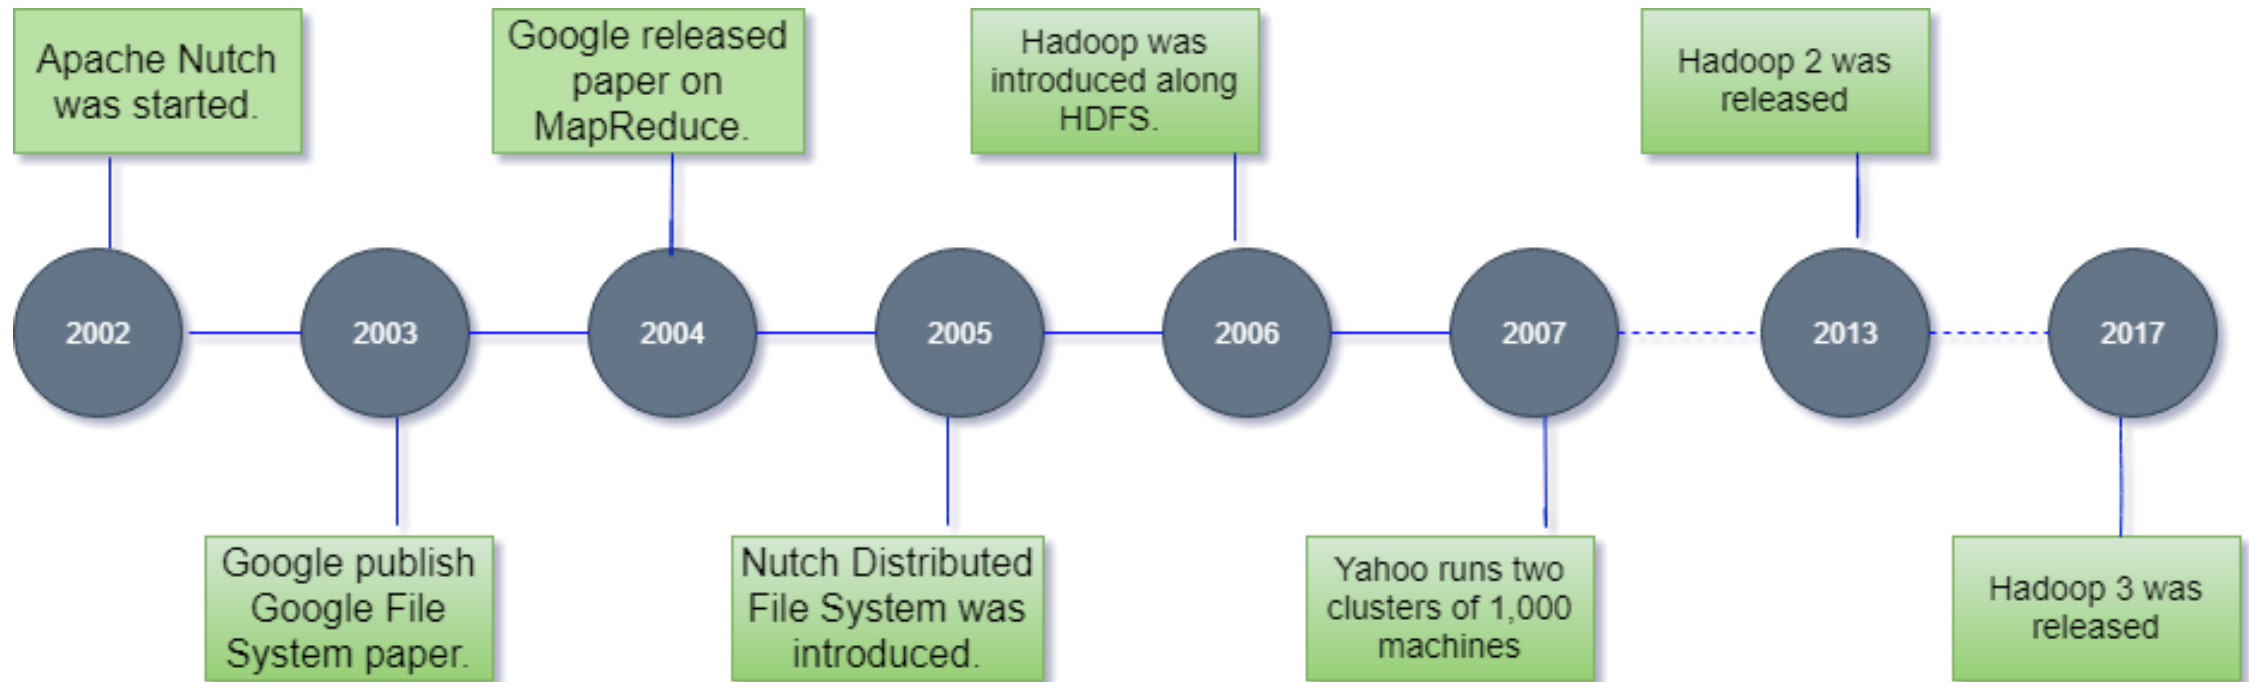 Apache Nutch
was started.
Google released
paper on
MapReduce.
Hadoop was
introduced along
HDFS.
Hadoop 2 was
released
2002
2003
2004
2005
2006
2007
2013
2017
Google publish
Google File
System paper.
Nutch Distributed
File System was
introduced.
Yahoo runs two
clusters of 1,000
machines
Hadoop 3 was
released